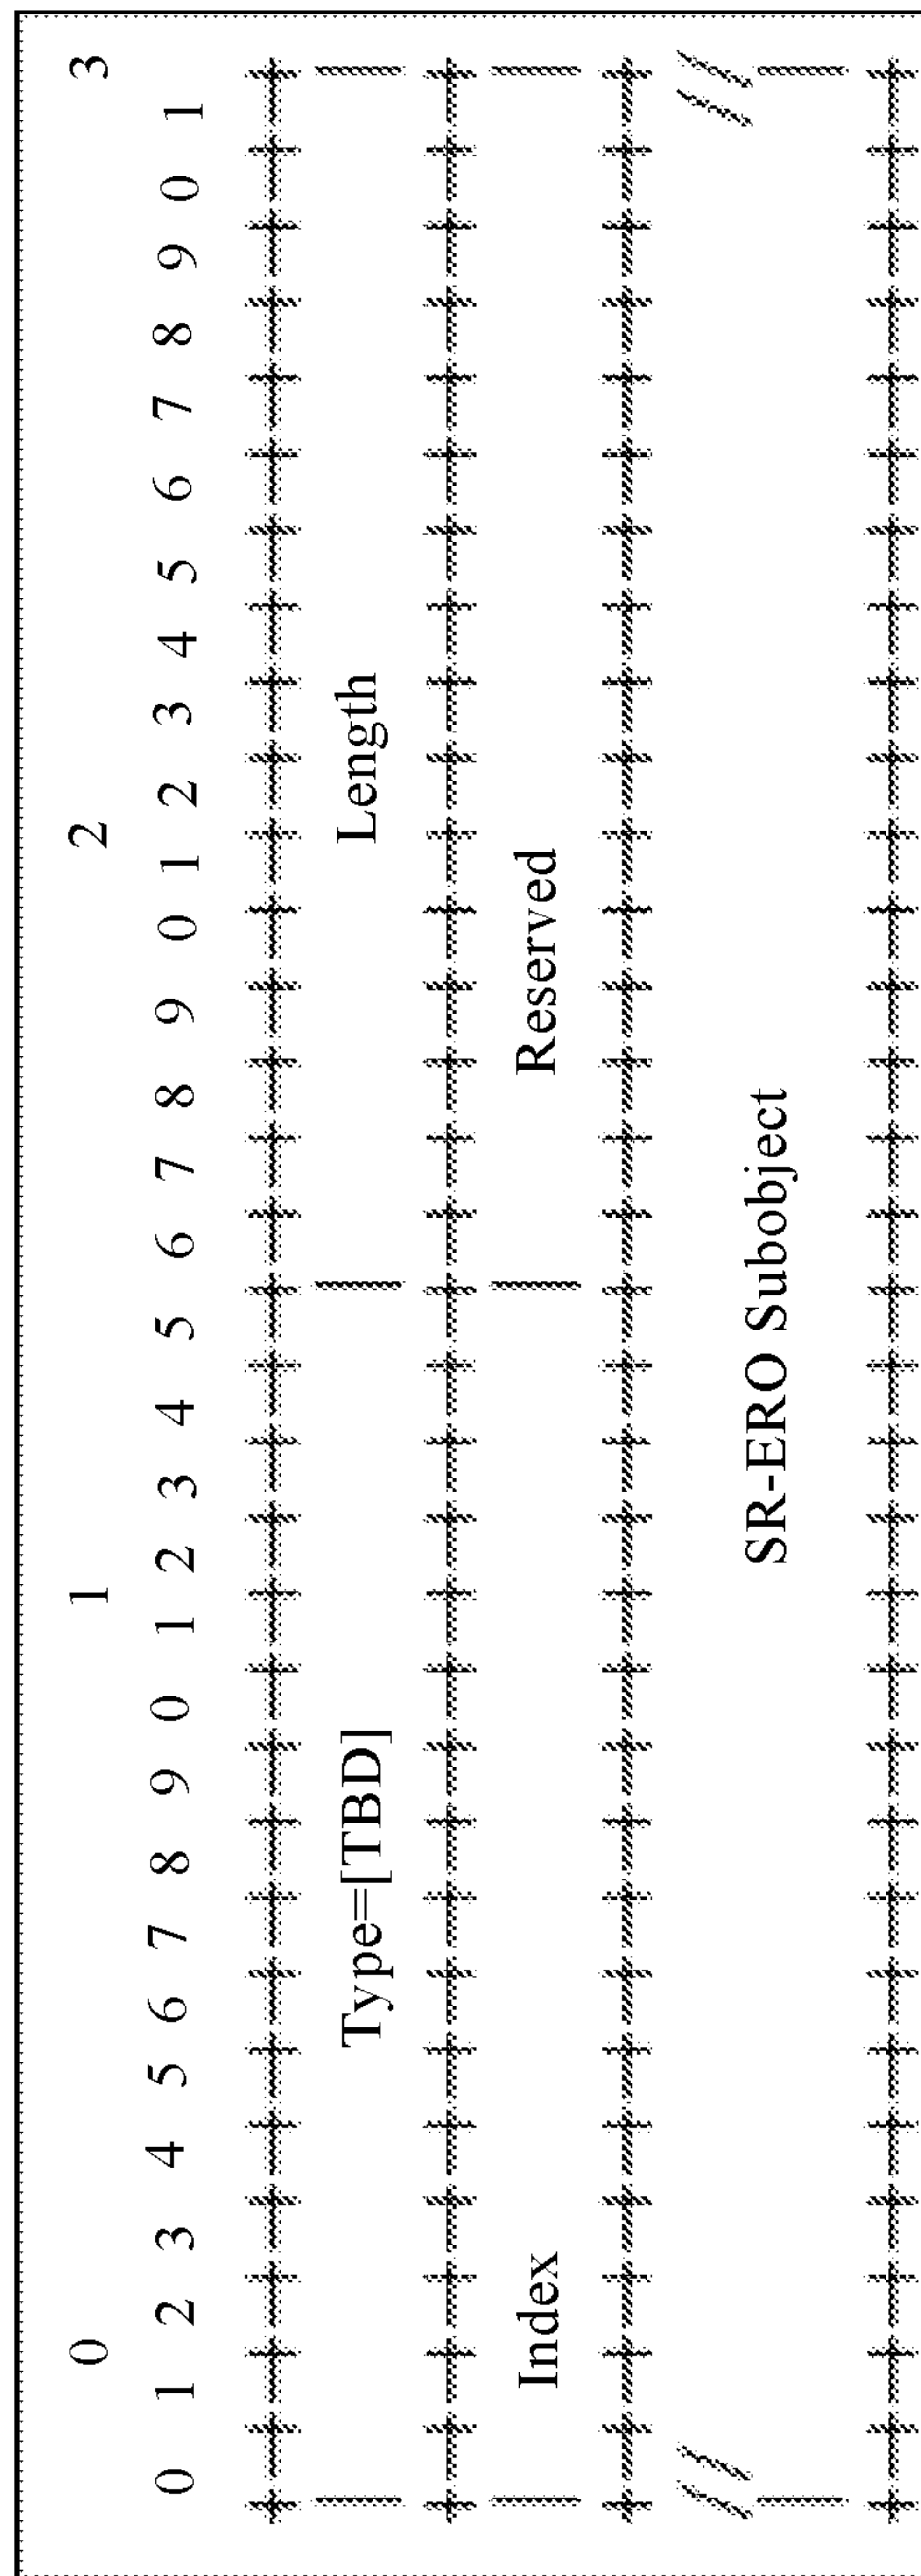 0 1 2 3
0 1 2 3 4 5 6 7 8 9 0 1 2 3 4 5 6 7 8 9 0 1 2 3 4 5 6 7 8 9 0 1
Type=[TBD] Length
Index Reserved
// SR-ERO Subobject //